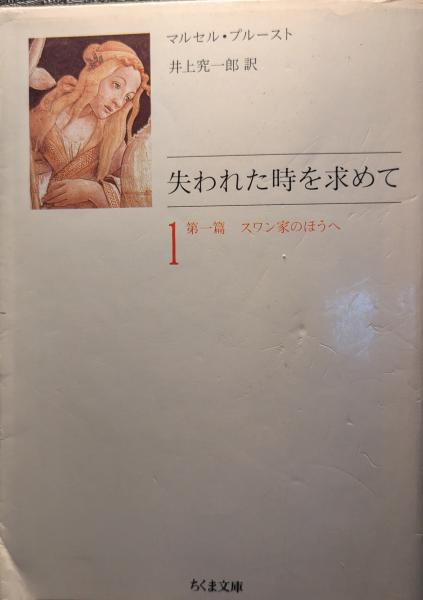 マルセル・プルースト
井上究一郎 訳
失われた時を求めて
1 第一篇 スワン家のほうへ
ちくま文庫